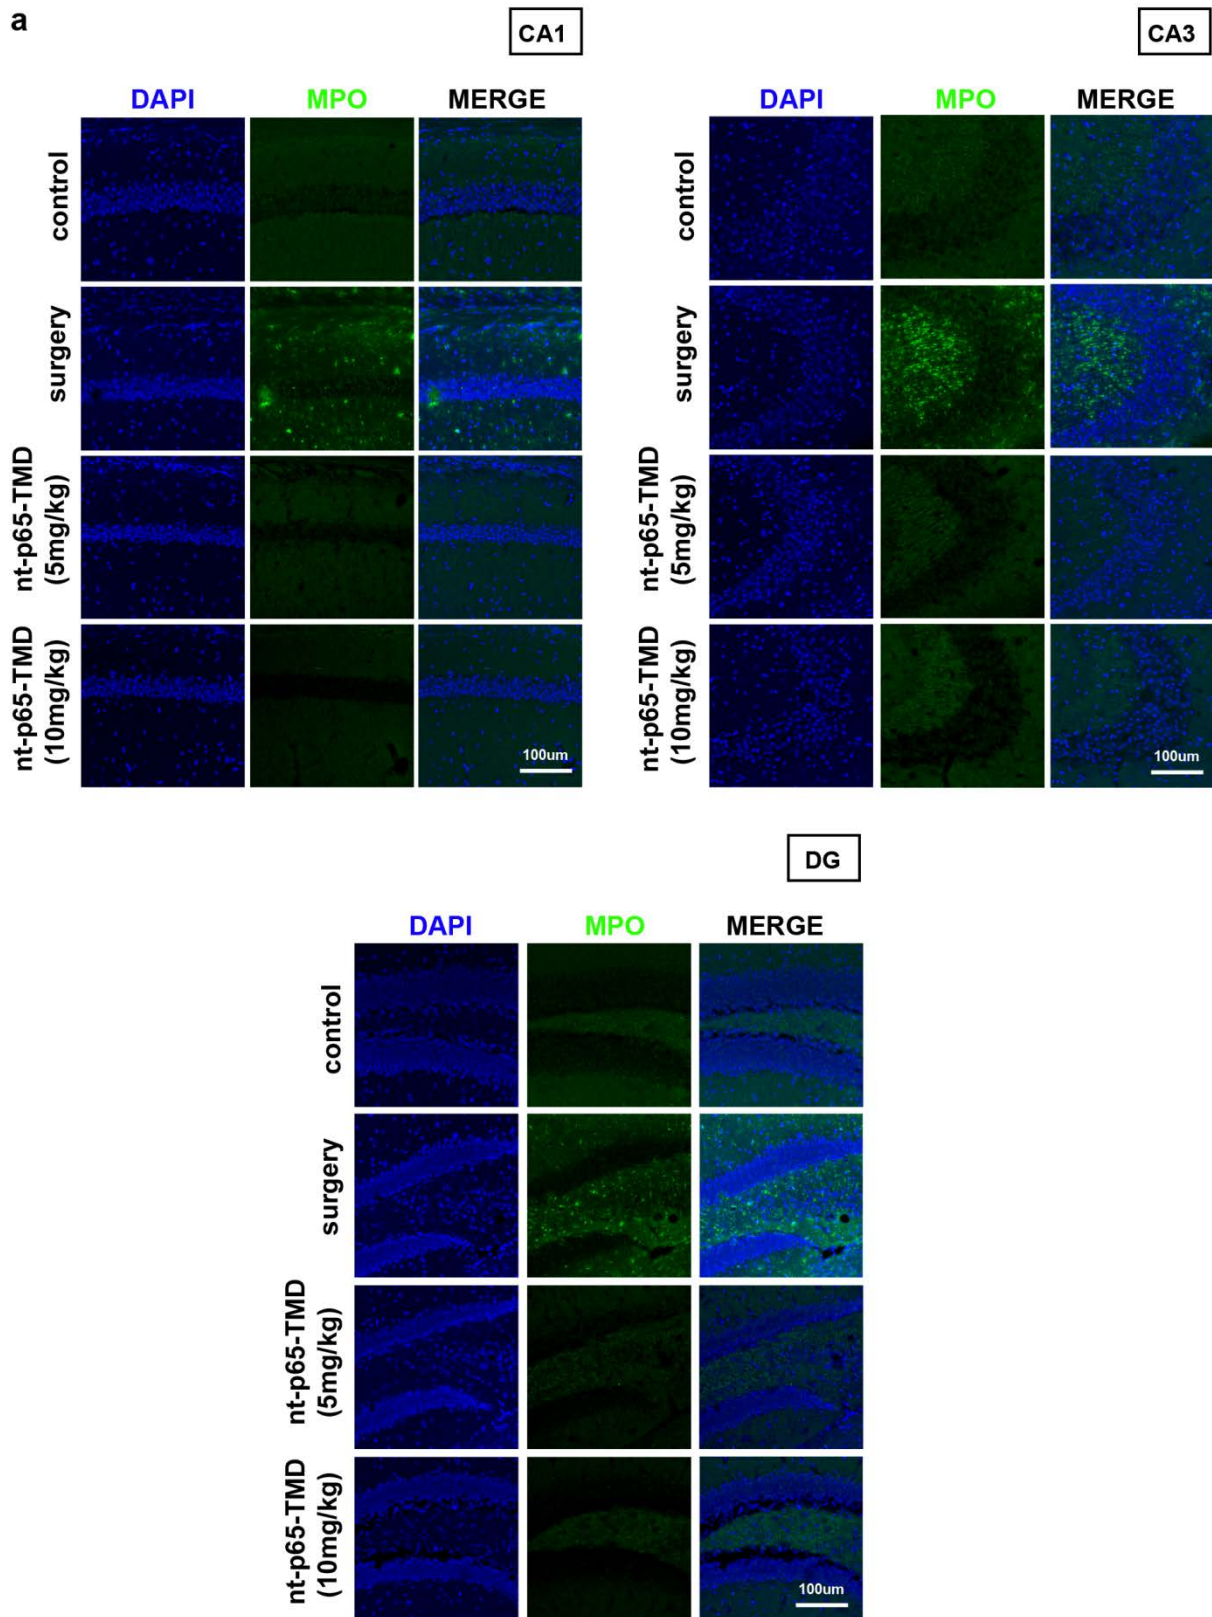 a
CA1
DAPI MPO MERGE
control
surgery
nt-p65-TMD
(5mg/kg)
nt-p65-TMD
(10mg/kg)
100um
CA3
DAPI MPO MERGE
control
surgery
nt-p65-TMD
(5mg/kg)
nt-p65-TMD
(10mg/kg)
100um
DG
DAPI MPO MERGE
control
surgery
nt-p65-TMD
(5mg/kg)
nt-p65-TMD
(10mg/kg)
100um